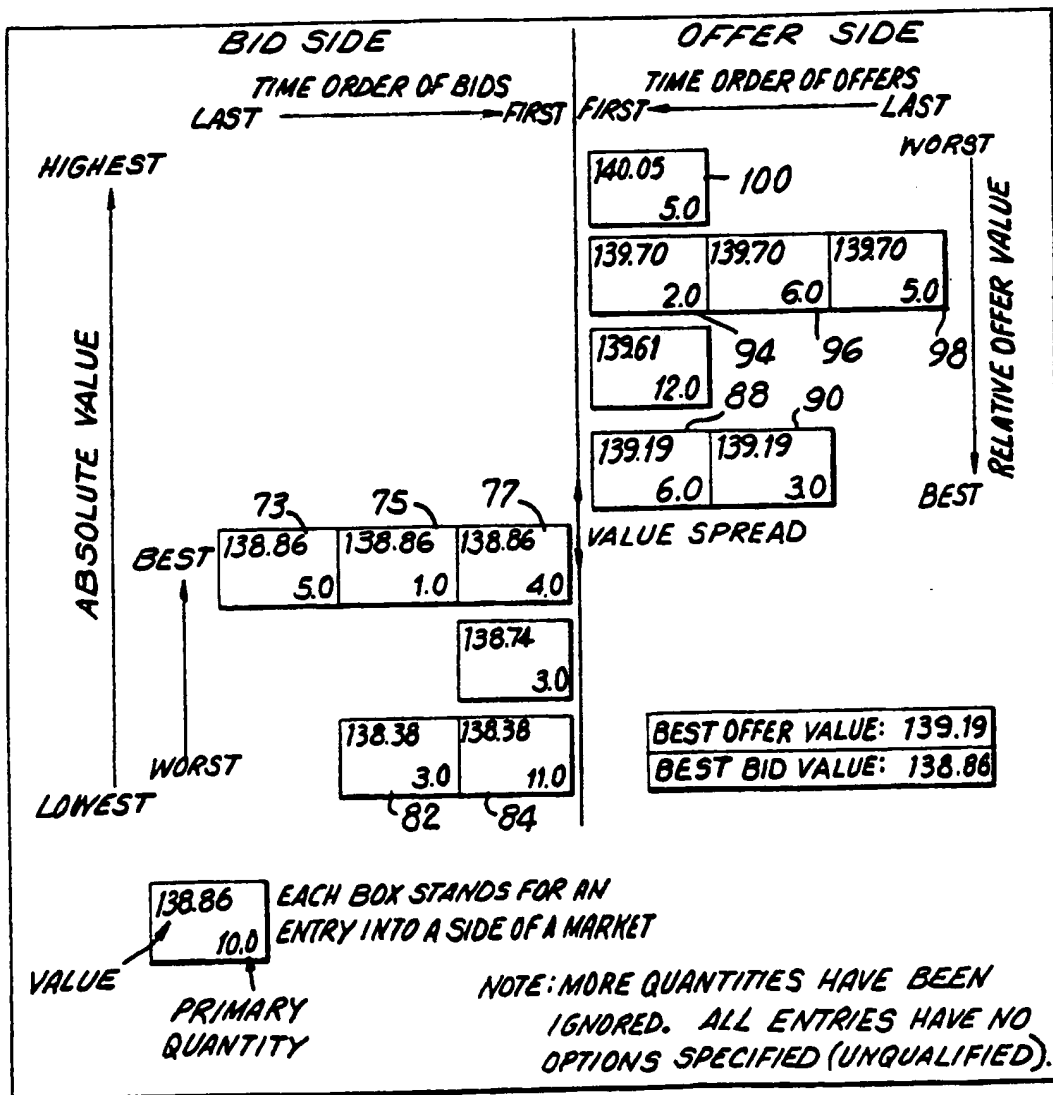 BID SIDE
OFFER SIDE
TIME ORDER OF BIDS
LAST
FIRST
TIME ORDER OF OFFERS
FIRST
LAST
HIGHEST
ABSOLUTE VALUE
LOWEST
WORST
RELATIVE OFFER VALUE
BEST
140.05
5.0
100
139.70 139.70 139.70
2.0 6.0 5.0
94 96 98
139.61
12.0
88 90
139.19 139.19
6.0 3.0
VALUE SPREAD
73 75 77
BEST
138.86 138.86 138.86
5.0 1.0 4.0
138.74
3.0
WORST
138.38 138.38
3.0 11.0
82 84
BEST OFFER VALUE: 139.19
BEST BID VALUE: 138.86
138.86
10.0
VALUE
PRIMARY
QUANTITY
EACH BOX STANDS FOR AN
ENTRY INTO A SIDE OF A MARKET
NOTE: MORE QUANTITIES HAVE BEEN
IGNORED. ALL ENTRIES HAVE NO
OPTIONS SPECIFIED (UNQUALIFIED).